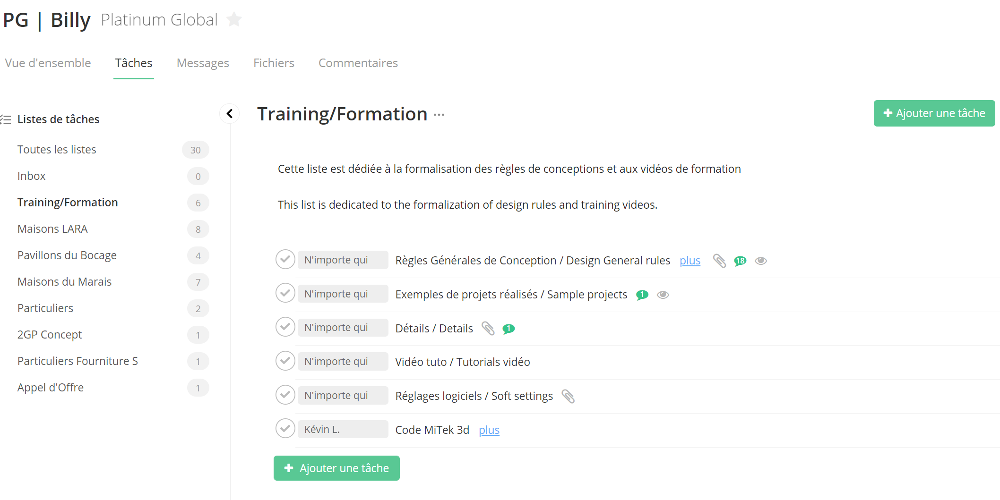 PG | Billy Platinum Global
Vue d'ensemble Tâches Messages Fichiers Commentaires
Listes de tâches
Toutes les listes 30
Inbox 0
Training/Formation 6
Maisons LARA 8
Pavillons du Bocage 4
Maisons du Marais 7
Particuliers 2
2GP Concept 1
Particuliers Fourniture S 1
Appel d'Offre 1
Training/Formation ...
+ Ajouter une tâche
Cette liste est dédiée à la formalisation des règles de conceptions et aux vidéos de formation
This list is dedicated to the formalization of design rules and training videos.
N'importe qui Règles Générales de Conception / Design General rules plus 18
N'importe qui Exemples de projets réalisés / Sample projects 1
N'importe qui Détails / Details 1
N'importe qui Vidéo tuto / Tutorials vidéo
N'importe qui Réglages logiciels / Soft settings
Kévin L. Code MiTek 3d plus
+ Ajouter une tâche